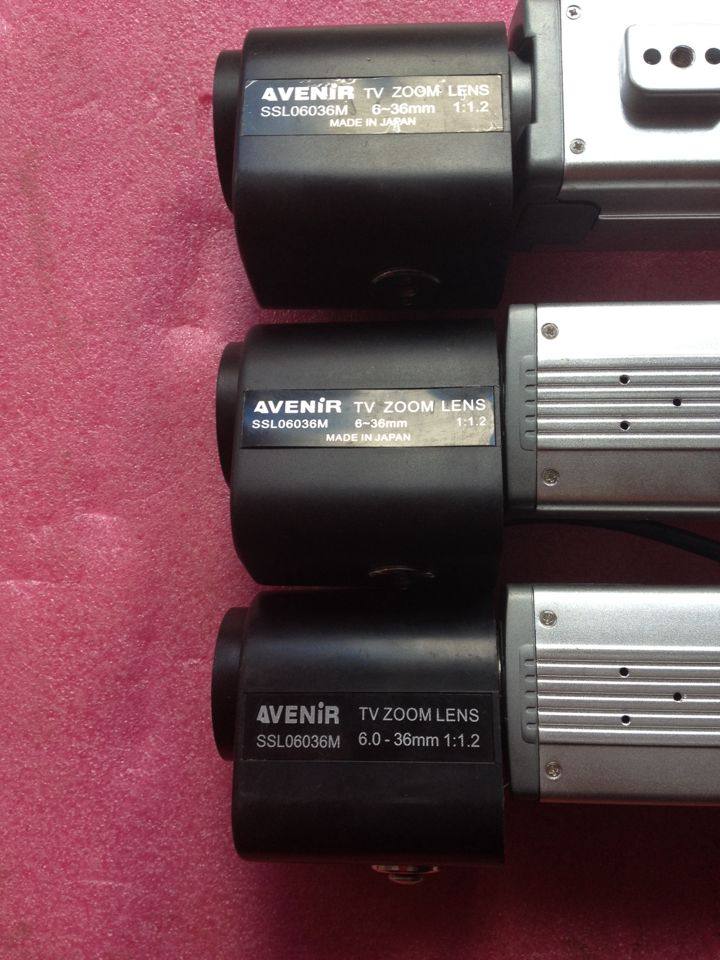 AVENiR TV ZOOM LENS
SSL06036M 6~36mm 1:1.2
MADE IN JAPAN
AVENiR TV ZOOM LENS
SSL06036M 6~36mm 1:1.2
MADE IN JAPAN
AVENiR TV ZOOM LENS
SSL06036M 6.0 - 36mm 1:1.2